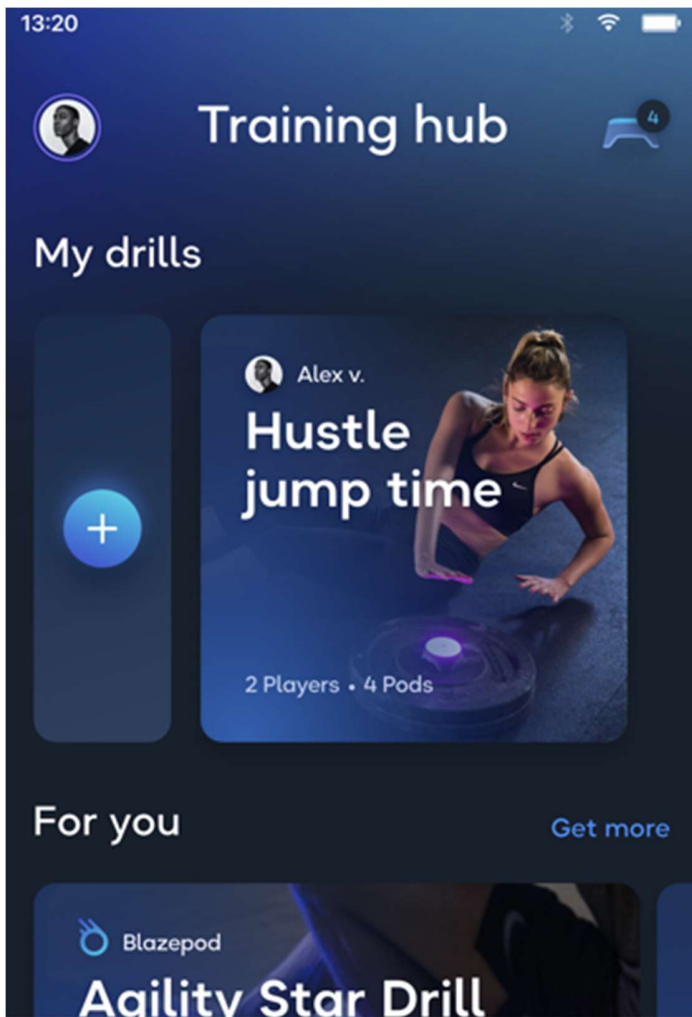 13:20
Training hub
4
My drills
Alex v.
Hustle
jump time
2 Players • 4 Pods
For you
Get more
Blazepod
Agility Star Drill